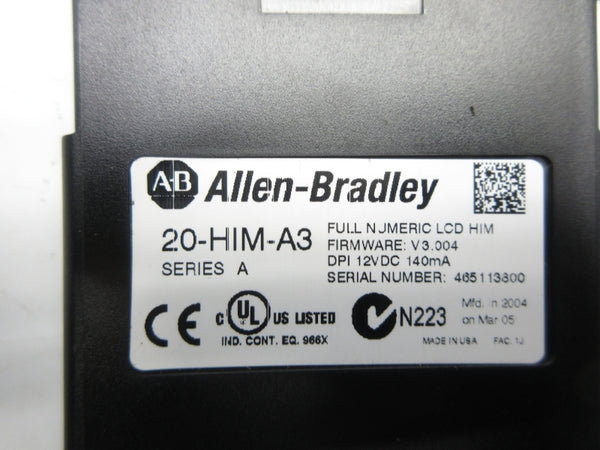 A-B Allen-Bradley
20-HIM-A3
SERIES A
FULL NUMERIC LCD HIM
FIRMWARE: V3.004
DPI 12VDC 140mA
SERIAL NUMBER: 465113800
CE
C UL US LISTED
IND. CONT. EQ. 966X
N223
Mfd. in 2004
on Mar 05
MADE IN USA FAC. 1J